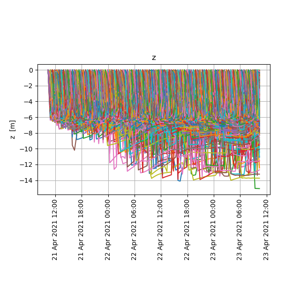 z
z [m]
0
−2
−4
−6
−8
−10
−12
−14
21 Apr 2021 12:00
21 Apr 2021 18:00
22 Apr 2021 00:00
22 Apr 2021 06:00
22 Apr 2021 12:00
22 Apr 2021 18:00
23 Apr 2021 00:00
23 Apr 2021 06:00
23 Apr 2021 12:00